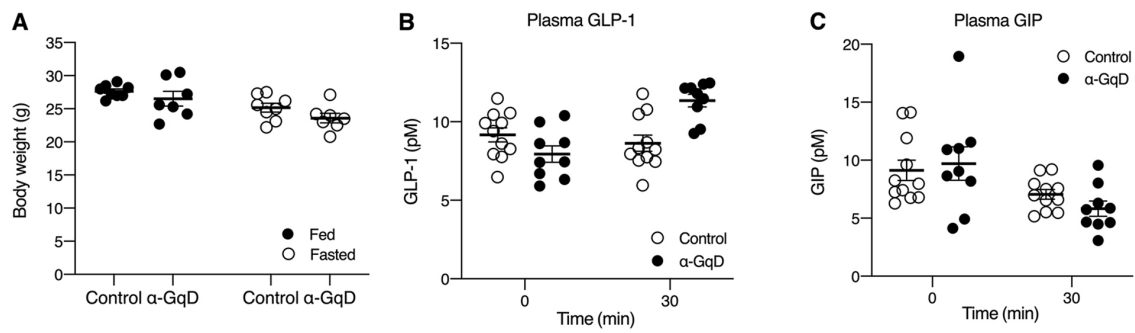 A
Body weight (g)
35
30
25
20
15
10
5
0
Fed
Fasted
Control α-GqD
Control α-GqD
B
Plasma GLP-1
GLP-1 (pM)
15
10
5
0
Control
α-GqD
0
30
Time (min)
C
Plasma GIP
GIP (pM)
20
15
10
5
0
Control
α-GqD
0
30
Time (min)